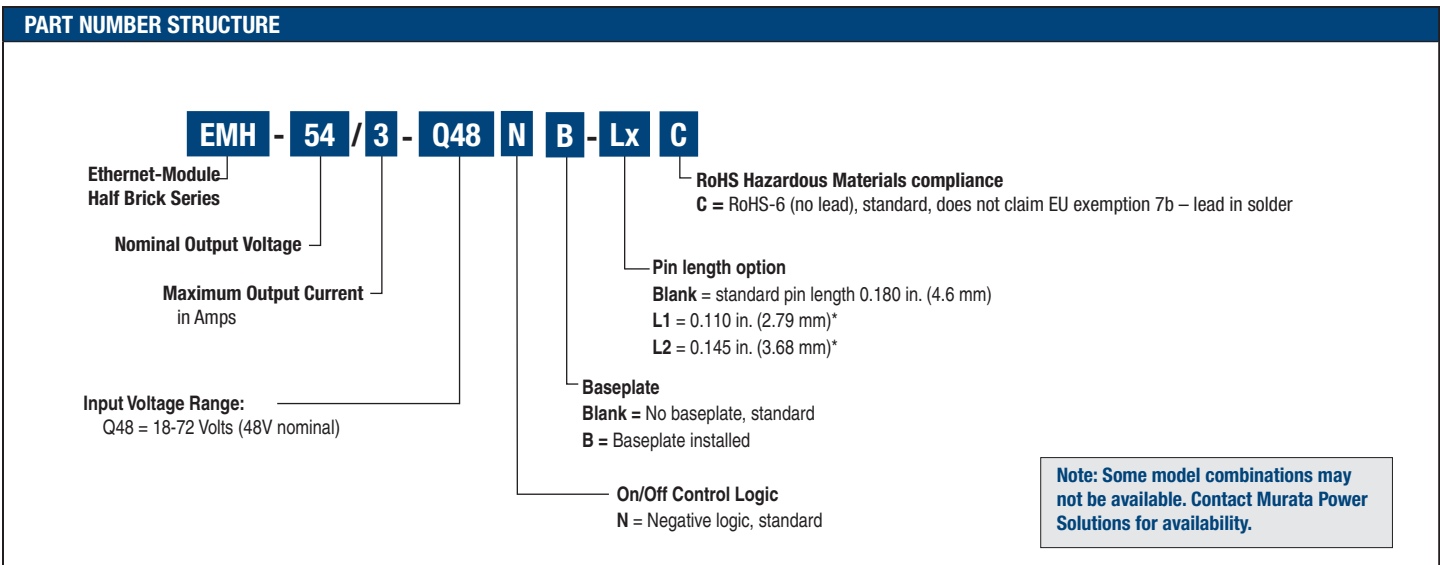 PART NUMBER STRUCTURE
EMH - 54 / 3 - Q48 N B - Lx C
Ethernet-Module
Half Brick Series
RoHS Hazardous Materials compliance
C = RoHS-6 (no lead), standard, does not claim EU exemption 7b – lead in solder
Nominal Output Voltage
Pin length option
Blank = standard pin length 0.180 in. (4.6 mm)
L1 = 0.110 in. (2.79 mm)*
L2 = 0.145 in. (3.68 mm)*
Maximum Output Current
in Amps
Baseplate
Blank = No baseplate, standard
B = Baseplate installed
Input Voltage Range:
Q48 = 18-72 Volts (48V nominal)
On/Off Control Logic
N = Negative logic, standard
Note: Some model combinations may
not be available. Contact Murata Power
Solutions for availability.